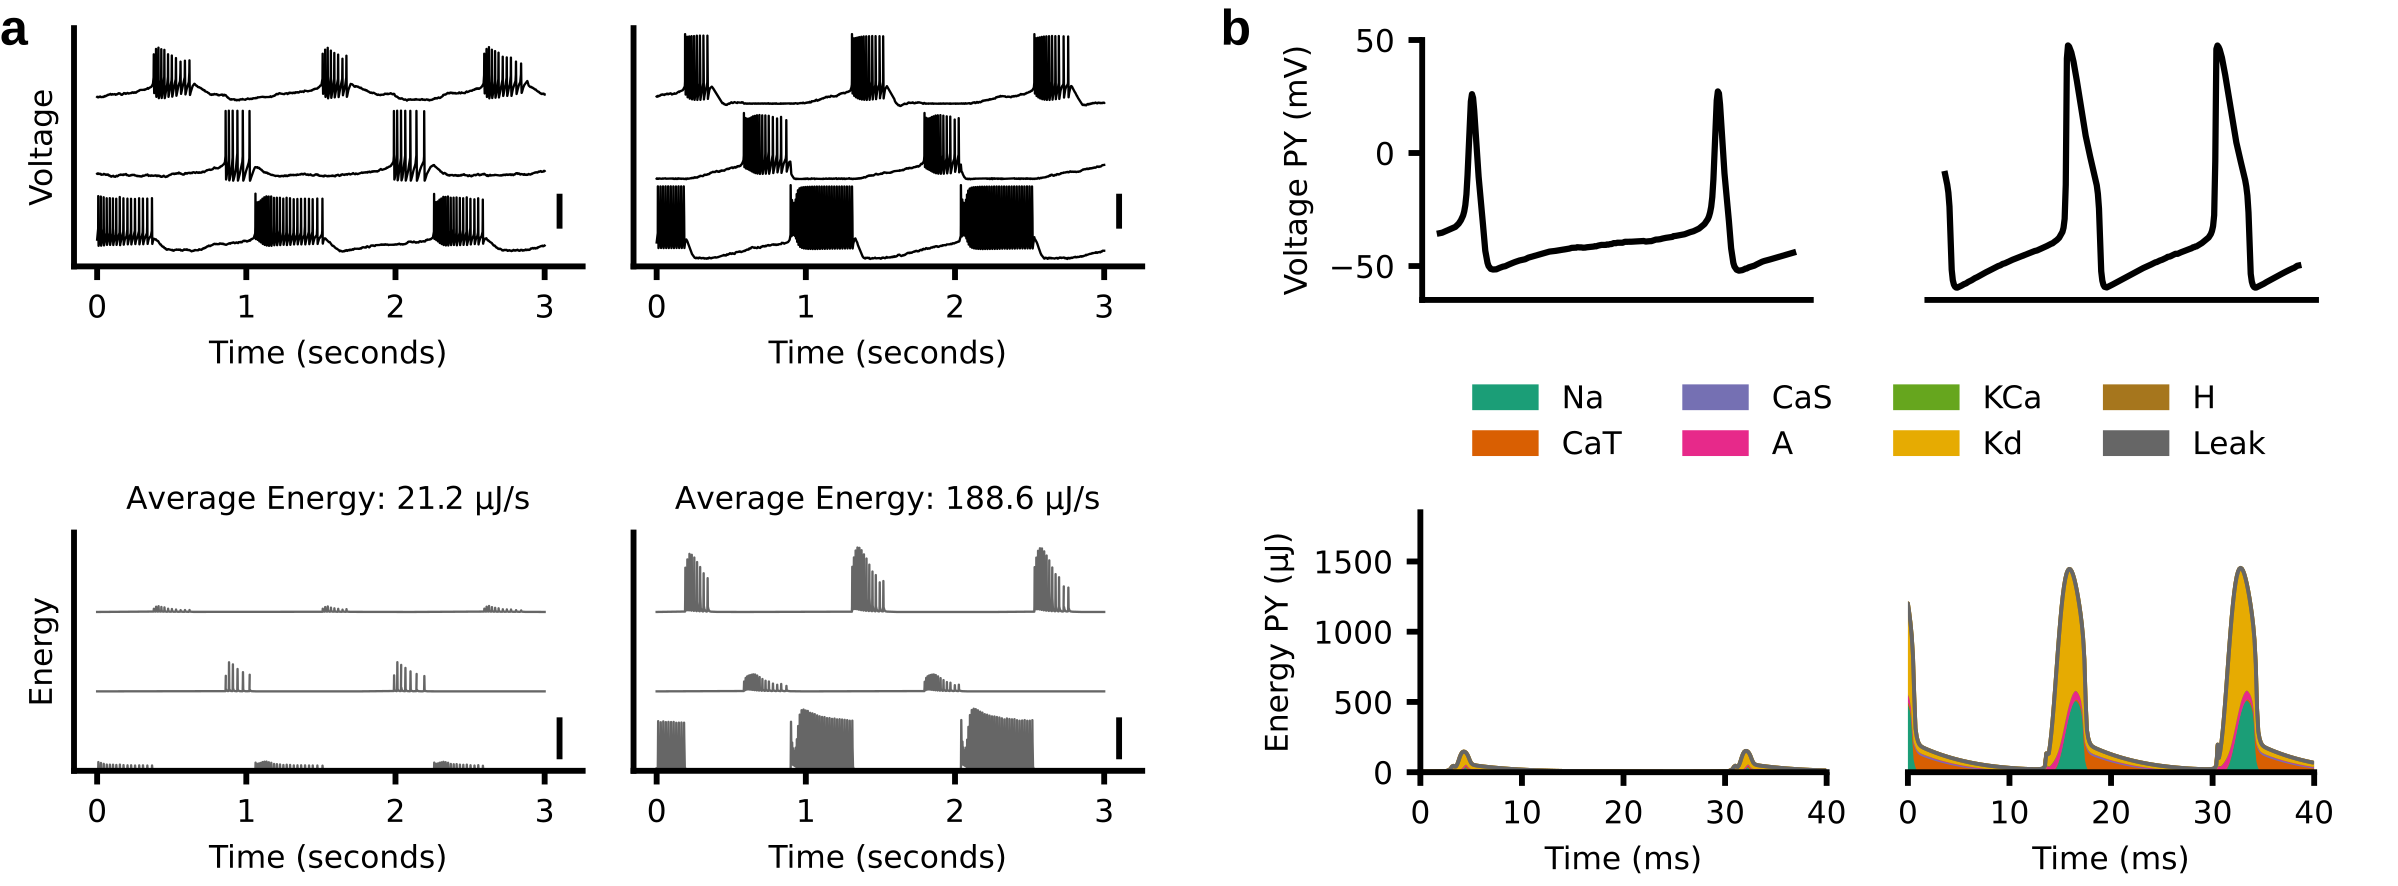 a
Voltage
0 1 2 3
Time (seconds)
0 1 2 3
Time (seconds)
Average Energy: 21.2 µJ/s
Average Energy: 188.6 µJ/s
Energy
0 1 2 3
Time (seconds)
0 1 2 3
Time (seconds)
b
Voltage PY (mV)
50
0
−50
Na CaS KCa H
CaT A Kd Leak
Energy PY (µJ)
1500
1000
500
0
0 10 20 30 40
Time (ms)
0 10 20 30 40
Time (ms)